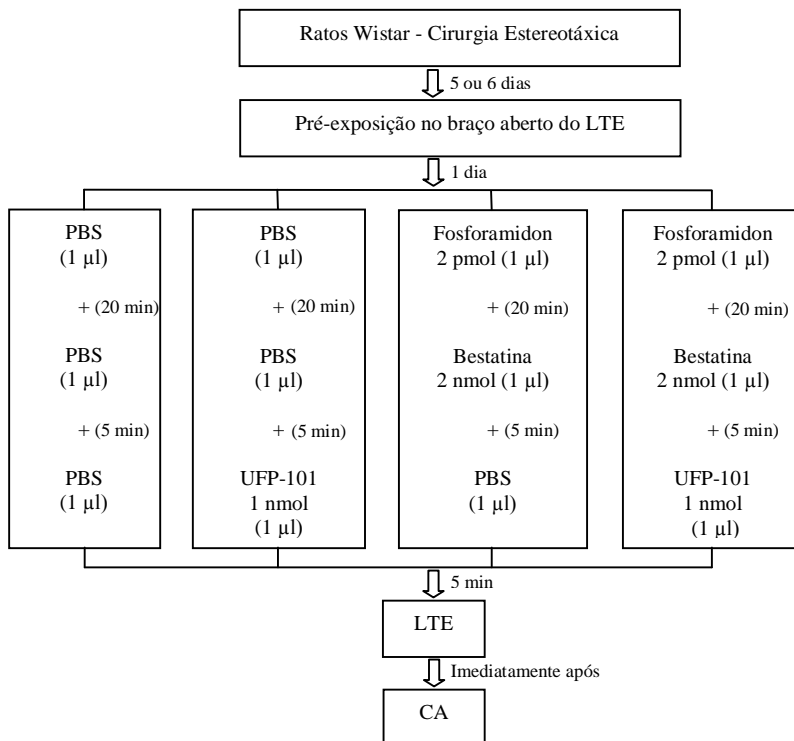 Ratos Wistar - Cirurgia Estereotáxica
5 ou 6 dias
Pré-exposição no braço aberto do LTE
1 dia
PBS
(1 µl)
+ (20 min)
PBS
(1 µl)
+ (5 min)
PBS
(1 µl)
PBS
(1 µl)
+ (20 min)
PBS
(1 µl)
+ (5 min)
UFP-101
1 nmol
(1 µl)
Fosforamidon
2 pmol (1 µl)
+ (20 min)
Bestatina
2 nmol (1 µl)
+ (5 min)
PBS
(1 µl)
Fosforamidon
2 pmol (1 µl)
+ (20 min)
Bestatina
2 nmol (1 µl)
+ (5 min)
UFP-101
1 nmol
(1 µl)
5 min
LTE
Imediatamente após
CA